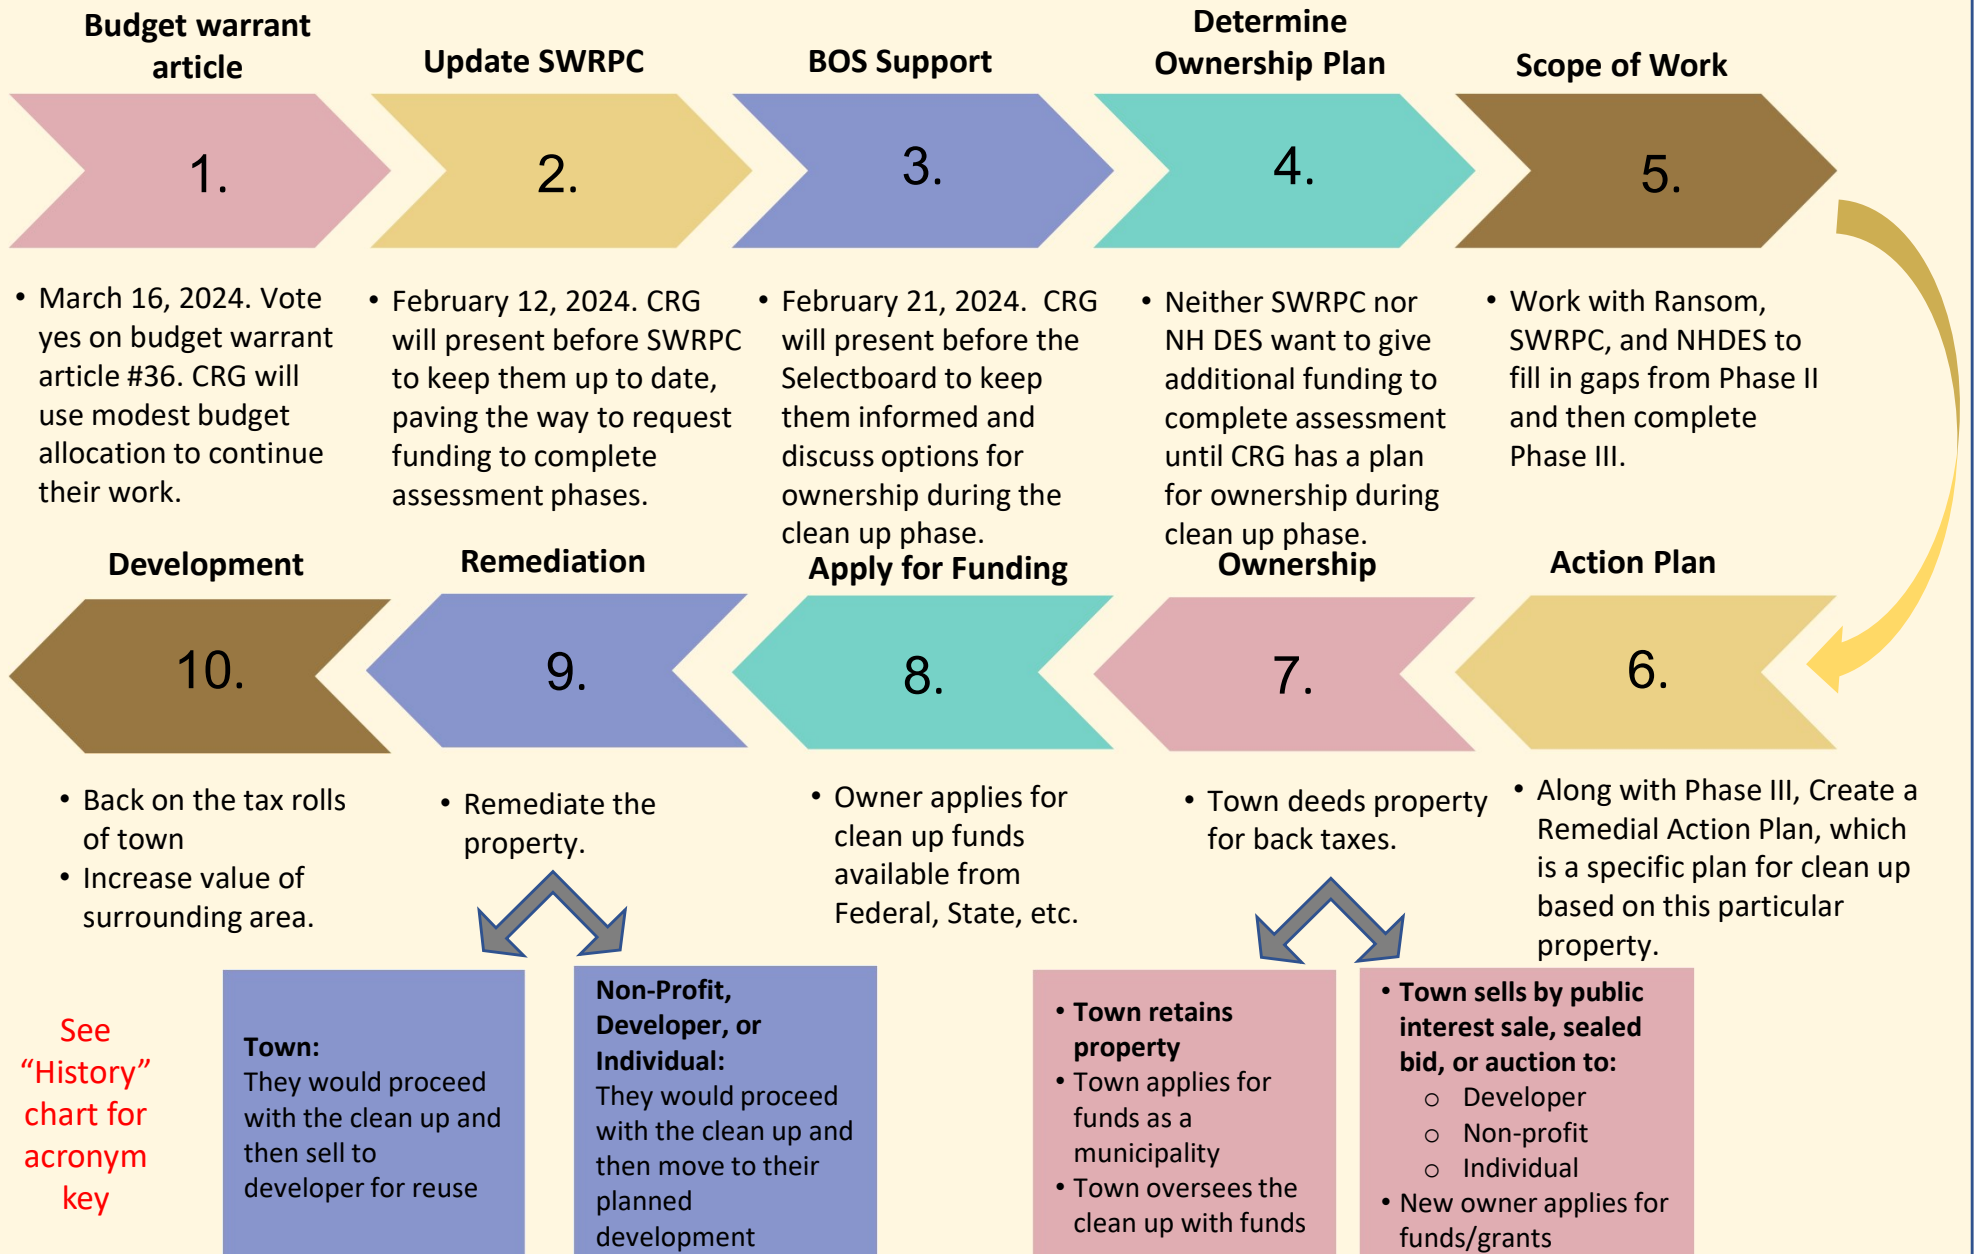 Budget warrant
article
1.
• March 16, 2024. Vote
yes on budget warrant
article #36. CRG will
use modest budget
allocation to continue
their work.
Update SWRPC
2.
• February 12, 2024. CRG
will present before SWRPC
to keep them up to date,
paving the way to request
funding to complete
assessment phases.
BOS Support
3.
• February 21, 2024. CRG
will present before the
Selectboard to keep
them informed and
discuss options for
ownership during the
clean up phase.
Determine
Ownership Plan
4.
• Neither SWRPC nor
NH DES want to give
additional funding to
complete assessment
until CRG has a plan
for ownership during
clean up phase.
Scope of Work
5.
• Work with Ransom,
SWRPC, and NHDES to
fill in gaps from Phase II
and then complete
Phase III.
Action Plan
6.
• Along with Phase III, Create a
Remedial Action Plan, which
is a specific plan for clean up
based on this particular
property.
Ownership
7.
• Town deeds property
for back taxes.
• Town retains
property
• Town applies for
funds as a
municipality
• Town oversees the
clean up with funds
• Town sells by public
interest sale, sealed
bid, or auction to:
o Developer
o Non-profit
o Individual
• New owner applies for
funds/grants
Apply for Funding
8.
• Owner applies for
clean up funds
available from
Federal, State, etc.
Remediation
9.
• Remediate the
property.
Town:
They would proceed
with the clean up and
then sell to
developer for reuse
Non-Profit,
Developer, or
Individual:
They would proceed
with the clean up and
then move to their
planned
development
Development
10.
• Back on the tax rolls
of town
• Increase value of
surrounding area.
See
“History”
chart for
acronym
key